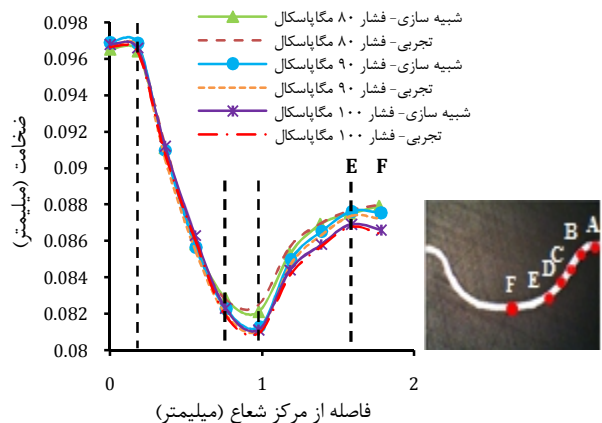 شبیه سازی- فشار ۸۰ مگاپاسکال
تجربی- فشار ۸۰ مگاپاسکال
شبیه سازی- فشار ۹۰ مگاپاسکال
تجربی- فشار ۹۰ مگاپاسکال
شبیه سازی- فشار ۱۰۰ مگاپاسکال
تجربی- فشار ۱۰۰ مگاپاسکال
ضخامت (میلیمتر)
0.098
0.096
0.094
0.092
0.09
0.088
0.086
0.084
0.082
0.08
E F
0 1 2
فاصله از مرکز شعاع (میلیمتر)
A
B
C
D
E
F